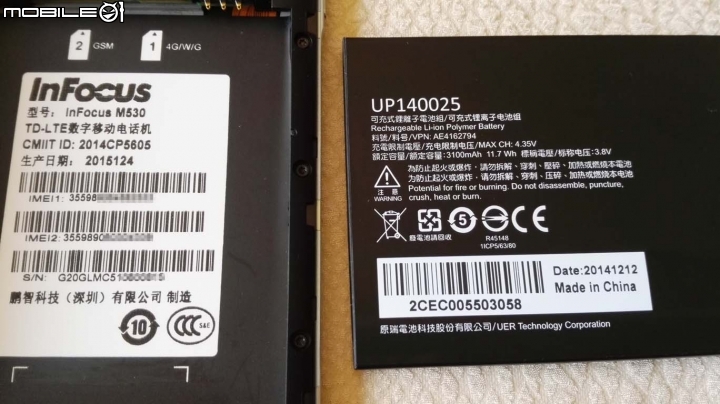 MOBILE01
2 GSM
1 4G/W/G
InFocus
型号: InFocus M530
TD-LTE数字移动电话机
CMIIT ID: 2014CP5605
生产日期: 2015124
IMEI1: 35598
IMEI2: 3559890
S/N: G20GLMC51
鹏智科技（深圳）有限公司 制造
10
CCC S&E
UP140025
可充式鋰離子電池組/可充式锂离子电池组
Rechargeable Li-ion Polymer Battery
料號/料号/VPN: AE4162794
充電限制電壓/充电限制电压/MAX CH: 4.35V
額定容量/额定容量: 3100mAh 11.7 Wh 標稱電壓/标称电压: 3.8V
注意
WARNING
為防止起火或爆炸，請勿拆解、穿刺、壓碎、加熱或燃燒本電池
为防止起火或爆炸，请勿拆解、穿刺、压碎、加热或燃烧本电池
Potential for fire or burning. Do not disassemble, puncture,
crush, heat or burn.
5
CE
廢電池請回收
R45148
1ICP5/63/80
2CEC005503058
Date:20141212
Made in China
原瑞電池科技股份有限公司/UER Technology Corporation